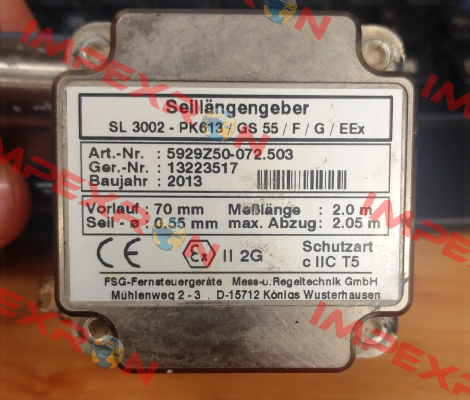 Seillängengeber
SL 3002 - PK613 / GS 55 / F / G / EEx
Art.-Nr. : 5929Z50-072.503
Ger.-Nr. : 13223517
Baujahr : 2013
Vorlauf : 70 mm Meßlänge : 2.0 m
Seil - ø : 0.55 mm max. Abzug : 2.05 m
CE Ex II 2G Schutzart
c IIC T5
FSG-Fernsteuergeräte Mess-u.Regeltechnik GmbH
Mühlenweg 2 - 3 . D-15712 Königs Wusterhausen
IMPEXRON
IMPEXRON
IMPEXRON
IMPEXRON